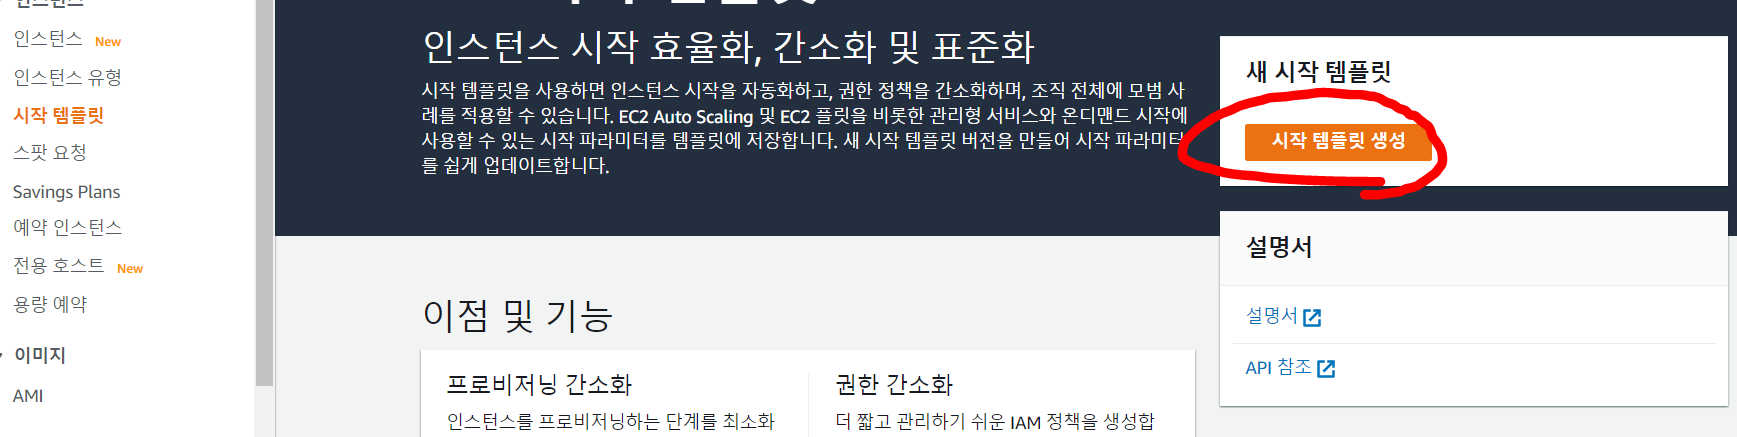 인스턴스
인스턴스 New
인스턴스 유형
시작 템플릿
스팟 요청
Savings Plans
예약 인스턴스
전용 호스트 New
용량 예약
이미지
AMI
시작 템플릿
인스턴스 시작 효율화, 간소화 및 표준화
시작 템플릿을 사용하면 인스턴스 시작을 자동화하고, 권한 정책을 간소화하며, 조직 전체에 모범 사
례를 적용할 수 있습니다. EC2 Auto Scaling 및 EC2 플릿을 비롯한 관리형 서비스와 온디맨드 시작에
사용할 수 있는 시작 파라미터를 템플릿에 저장합니다. 새 시작 템플릿 버전을 만들어 시작 파라미터
를 쉽게 업데이트합니다.
새 시작 템플릿
시작 템플릿 생성
설명서
설명서
API 참조
이점 및 기능
프로비저닝 간소화
인스턴스를 프로비저닝하는 단계를 최소화
권한 간소화
더 짧고 관리하기 쉬운 IAM 정책을 생성합